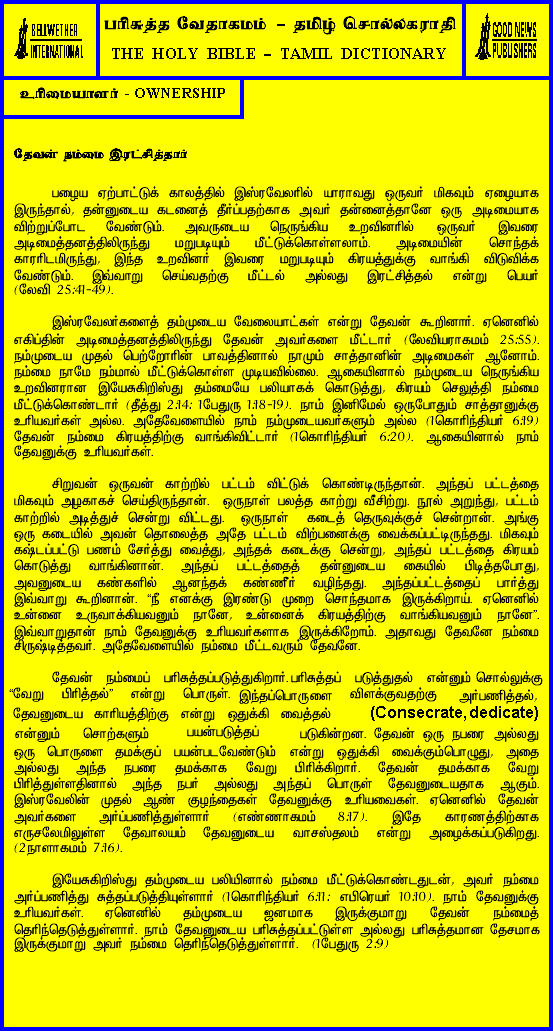 BELLWETHER
INTERNATIONAL
பரிசுத்த வேதாகமம் - தமிழ் சொல்லகராதி
THE HOLY BIBLE - TAMIL DICTIONARY
GOOD NEWS
PUBLISHERS
உரிமையாளர் - OWNERSHIP
தேவன் நம்மை இரட்சித்தார்
பழைய ஏற்பாட்டுக் காலத்தில் இஸ்ரவேலரில் யாராவது ஒருவர் மிகவும் ஏழையாக
இருந்தால், தன்னுடைய கடனைத் தீர்ப்பதற்காக அவர் தன்னைத்தானே ஒரு அடிமையாக
விற்றுப்போட வேண்டும். அவருடைய நெருங்கிய உறவினரில் ஒருவர் இவரை
அடிமைத்தனத்திலிருந்து மறுபடியும் மீட்டுக்கொள்ளலாம். அடிமையின் சொந்தக்
காரரிடமிருந்து, இந்த உறவினர் இவரை மறுபடியும் கிரயத்துக்கு வாங்கி விடுவிக்க
வேண்டும். இவ்வாறு செய்வதற்கு மீட்டல் அல்லது இரட்சித்தல் என்று பெயர்
(லேவி 25:41-49).
இஸ்ரவேலர்களைத் தம்முடைய வேலையாட்கள் என்று தேவன் கூறினார். ஏனெனில்
எகிப்தின் அடிமைத்தனத்திலிருந்து தேவன் அவர்களை மீட்டார் (லேவியராகமம் 25:55).
நம்முடைய முதல் பெற்றோரின் பாவத்தினால் நாமும் சாத்தானின் அடிமைகள் ஆனோம்.
நம்மை நாமே நம்மால் மீட்டுக்கொள்ள முடியவில்லை. ஆகையினால் நம்முடைய நெருங்கிய
உறவினரான இயேசுகிறிஸ்து தம்மையே பலியாகக் கொடுத்து, கிரயம் செலுத்தி நம்மை
மீட்டுக்கொண்டார் (தீத்து 2:14: 1பேதுரு 1:18-19). நாம் இனிமேல் ஒருபோதும் சாத்தானுக்கு
உரியவர்கள் அல்ல. அதேவேளையில் நாம் நம்முடையவர்களும் அல்ல (1கொரிந்தியர் 6:19)
தேவன் நம்மை கிரயத்திற்கு வாங்கிவிட்டார் (1கொரிந்தியர் 6:20). ஆகையினால் நாம்
தேவனுக்கு உரியவர்கள்.
சிறுவன் ஒருவன் காற்றில் பட்டம் விட்டுக் கொண்டிருந்தான். அந்தப் பட்டத்தை
மிகவும் அழகாகச் செய்திருந்தான். ஒருநாள் பலத்த காற்று வீசிற்று. நூல் அறுந்து, பட்டம்
காற்றில் அடித்துச் சென்று விட்டது. ஒருநாள் கடைத் தெருவுக்குச் சென்றான். அங்கு
ஒரு கடையில் அவன் தொலைத்த அதே பட்டம் விற்பனைக்கு வைக்கப்பட்டிருந்தது. மிகவும்
கஷ்டப்பட்டு பணம் சேர்த்து வைத்து, அந்தக் கடைக்கு சென்று, அந்தப் பட்டத்தை கிரயம்
கொடுத்து வாங்கினான். அந்தப் பட்டத்தைத் தன்னுடைய கையில் பிடித்தபோது,
அவனுடைய கண்களில் ஆனந்தக் கண்ணீர் வழிந்தது. அந்தப்பட்டத்தைப் பார்த்து
இவ்வாறு கூறினான். “நீ எனக்கு இரண்டு முறை சொந்தமாக இருக்கிறாய். ஏனெனில்
உன்னை உருவாக்கியவனும் நானே, உன்னைக் கிரயத்திற்கு வாங்கியவனும் நானே”.
இவ்வாறுதான் நாம் தேவனுக்கு உரியவர்களாக இருக்கிறோம். அதாவது தேவனே நம்மை
சிருஷ்டித்தவர். அதேவேளையில் நம்மை மீட்டவரும் தேவனே.
தேவன் நம்மைப் பரிசுத்தப்படுத்துகிறார்.பரிசுத்தப் படுத்துதல் என்னும் சொல்லுக்கு
“வேறு பிரித்தல்” என்று பொருள். இந்தப்பொருளை விளக்குவதற்கு அர்பணித்தல்,
தேவனுடைய காரியத்திற்கு என்று ஒதுக்கி வைத்தல் (Consecrate, dedicate)
என்னும் சொற்களும் பயன்படுத்தப் படுகின்றன. தேவன் ஒரு நபரை அல்லது
ஒரு பொருளை தமக்குப் பயன்படவேண்டும் என்று ஒதுக்கி வைக்கும்பொழுது, அதை
அல்லது அந்த நபரை தமக்காக வேறு பிரிக்கிறார். தேவன் தமக்காக வேறு
பிரித்துள்ளதினால் அந்த நபர் அல்லது அந்தப் பொருள் தேவனுடையதாக ஆகும்.
இஸ்ரவேலின் முதல் ஆண் குழந்தைகள் தேவனுக்கு உரியவைகள். ஏனெனில் தேவன்
அவர்களை அர்ப்பணித்துள்ளார் (எண்ணாகமம் 8:17). இதே காரணத்திற்காக
எருசலேமிலுள்ள தேவாலயம் தேவனுடைய வாசஸ்தலம் என்று அழைக்கப்படுகிறது.
(2நாளாகமம் 7:16).
இயேசுகிறிஸ்து தம்முடைய பலியினால் நம்மை மீட்டுக்கொண்டதுடன், அவர் நம்மை
அர்ப்பணித்து சுத்தப்படுத்தியுள்ளார் (1கொரிந்தியர் 6:11: எபிரெயர் 10:10). நாம் தேவனுக்கு
உரியவர்கள். ஏனெனில் தம்முடைய ஜனமாக இருக்குமாறு தேவன் நம்மைத்
தெரிந்தெடுத்துள்ளார். நாம் தேவனுடைய பரிசுத்தப்பட்டுள்ள அல்லது பரிசுத்தமான தேசமாக
இருக்குமாறு அவர் நம்மை தெரிந்தெடுத்துள்ளார். (1பேதுரு 2:9)